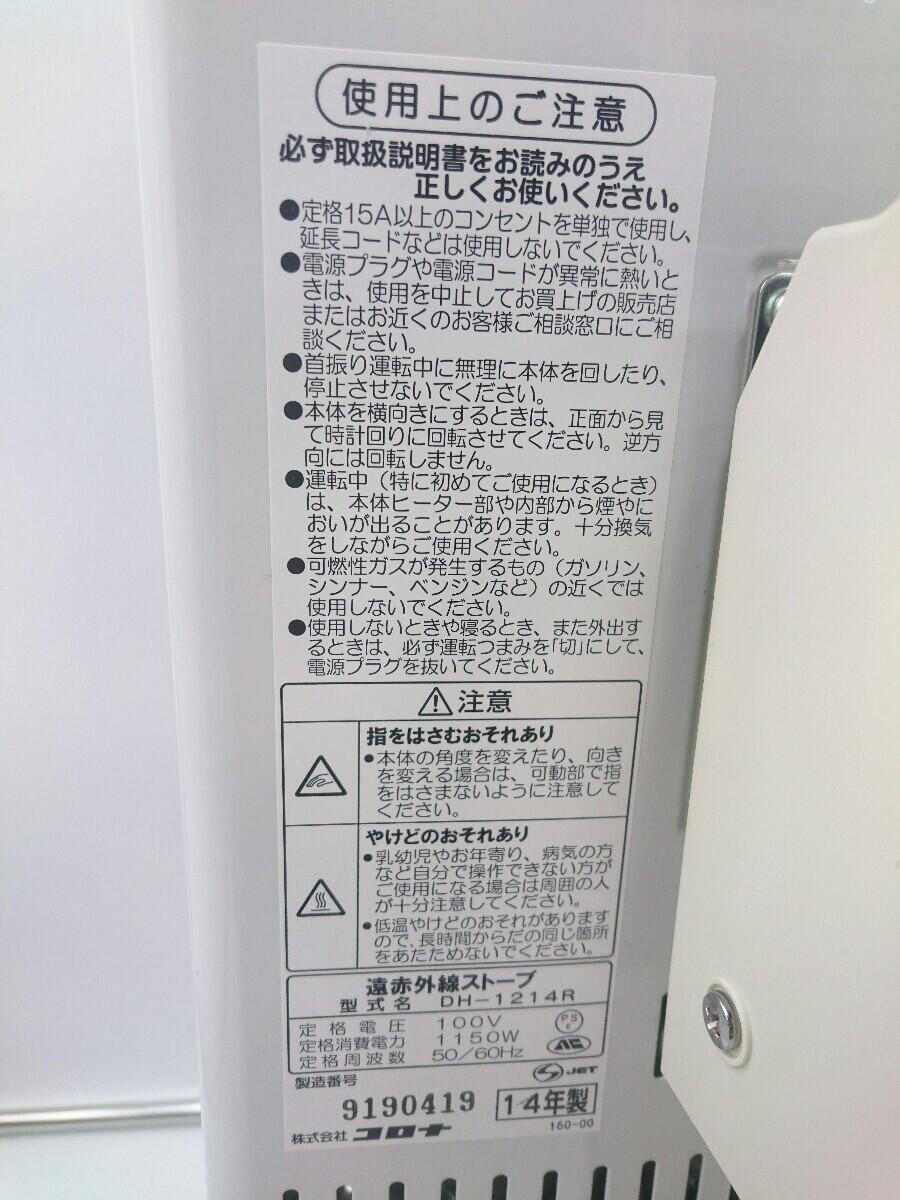 使用上のご注意
必ず取扱説明書をお読みのうえ
正しくお使いください。
●定格15A以上のコンセントを単独で使用し、
延長コードなどは使用しないでください。
●電源プラグや電源コードが異常に熱いと
きは、使用を中止してお買上げの販売店
またはお近くのお客様ご相談窓口にご相
談ください。
●首振り運転中に無理に本体を回したり、
停止させないでください。
●本体を横向きにするときは、正面から見
て時計回りに回転させてください。逆方
向には回転しません。
●運転中（特に初めてご使用になるとき）
は、本体ヒーター部や内部から煙やに
おいが出ることがあります。十分換気
をしながらご使用ください。
●可燃性ガスが発生するもの（ガソリン、
シンナー、ベンジンなど）の近くでは
使用しないでください。
●使用しないときや寝るとき、また外出す
るときは、必ず運転つまみを「切」にして、
電源プラグを抜いてください。
注意
指をはさむおそれあり
●本体の角度を変えたり、向き
を変える場合は、可動部で指
をはさまないように注意して
ください。
やけどのおそれあり
●乳幼児やお年寄り、病気の方
など自分で操作できない方が
ご使用になる場合は周囲の人
が十分注意してください。
●低温やけどのおそれがあります
ので、長時間からだの同じ箇所
をあたためないでください。
遠赤外線ストーブ
型式名 DH-1214R
定格電圧 100V
定格消費電力 1150W
定格周波数 50/60Hz
PS
E
JET
製造番号
9190419 14年製
株式会社 コロナ 160-00